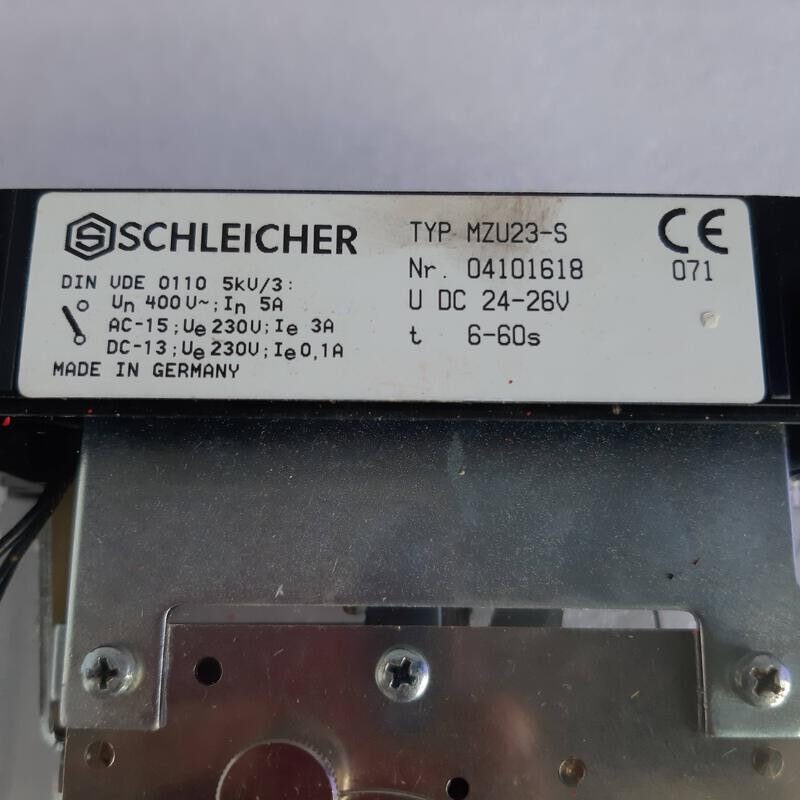 SCHLEICHER
DIN VDE 0110 5kV/3:
Un 400V~; In 5A
AC-15; Ue 230V; Ie 3A
DC-13; Ue 230V; Ie 0,1A
MADE IN GERMANY
TYP MZU23-S
Nr. 04101618
U DC 24-26V
t 6-60s
CE
071